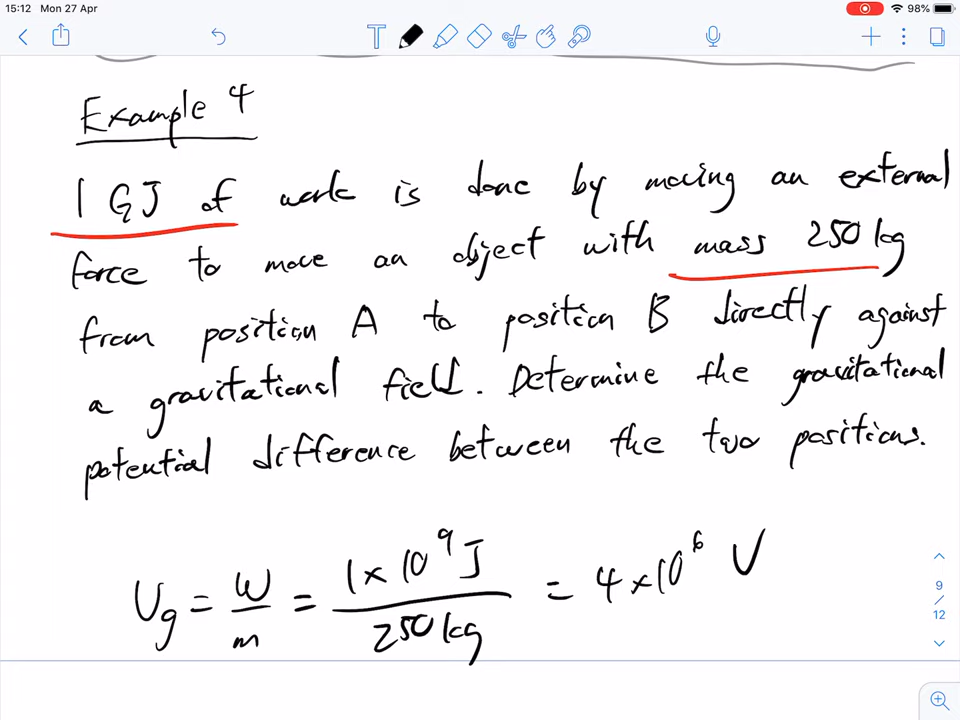 15:12 Mon 27 Apr 98%
Example 4
1 GJ of work is done by moving an external
force to move an object with mass 250 kg
from position A to position B directly against
a gravitational field. Determine the gravitational
potential difference between the two positions.
Vg = W/m = 1 × 10⁹ J / 250 kg = 4 × 10⁶ V
9 / 12